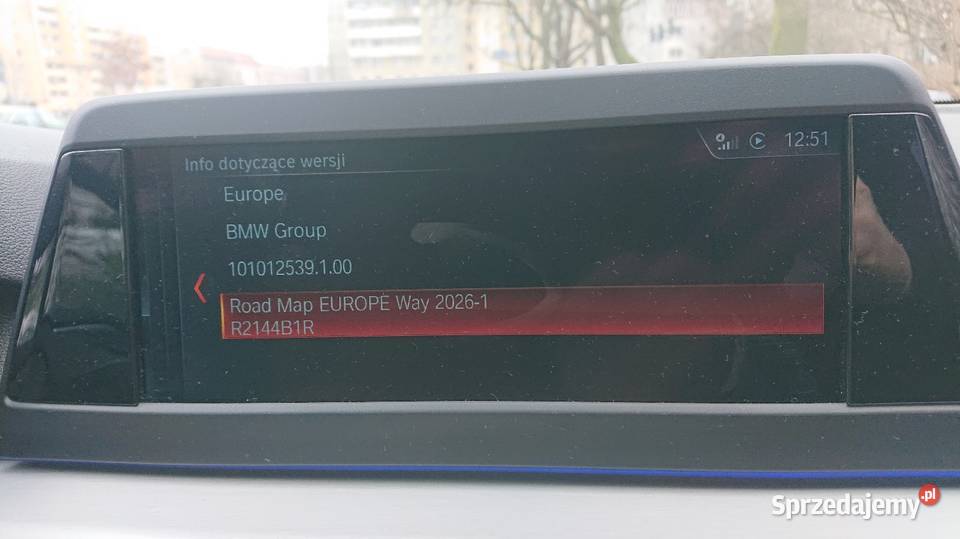 12:51
Info dotyczące wersji
Europe
BMW Group
101012539.1.00
Road Map EUROPE Way 2026-1
R2144B1R
Sprzedajemy.pl